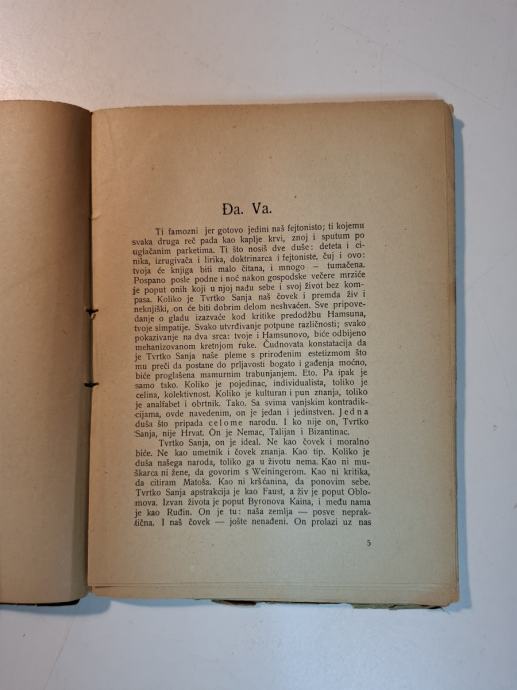 Đa. Va.
Ti famozni jer gotovo jedini naš fejtonisto; ti kojemu
svaka druga reč pada kao kaplje krvi, znoj i sputum po
uglačanim parketima. Ti što nosiš dve duše: deteta i ci-
nika, izrugivača i lirika, doktrinarca i fejtoniste, čuj i ovo:
tvoja će knjiga biti malo čitana, i mnogo – tumačena.
Pospano posle podne i noć nakon gospodske večere mrziće
je poput onih koji u njoj nađu sebe i svoj život bez kom-
pasa. Koliko je Tvrtko Sanja naš čovek i premda živ i
neknjiški, on će biti dobrim delom neshvaćen. Sve pripove-
đanje o gladu izazvaće kod kritike predodžbu Hamsuna,
tvoje simpatije. Svako utvrđivanje potpune različnosti; svako
pokazivanje na dva srca: tvoje i Hamsunovo, biće odbijeno
mehanizovanom kretnjom ruke. Čudnovata konstatacija da
je Tvrtko Sanja naše pleme s prirođenim estetizmom što
mu preči da postane do prljavosti bogato i gađenja moćno,
biće proglašena mamurnim trabunjanjem. Eto. Pa ipak je
samo tako. Koliko je pojedinac, individualista, toliko je
celina, kolektivnost. Koliko je kulturan i pun znanja, toliko
je analfabet i obrtnik. Tako. Sa svima vanjskim kontradik-
cijama, ovde navedenim, on je jedan i jedinstven. Jedna
duša što pripada celome narodu. I ko nije on, Tvrtko
Sanja, nije Hrvat. On je Nemac, Talijan i Bizantinac.
Tvrtko Sanja, on je ideal. Ne kao čovek i moralno
biće. Ne kao umetnik i čovek znanja. Kao tip. Koliko je
duša našega naroda, toliko ga u životu nema. Kao ni mu-
škarca ni žene, da govorim s Weiningerom. Kao ni kritika,
da citiram Matoša. Kao ni kršćanina, da ponovim sebe.
Tvrtko Sanja apstrakcija je kao Faust, a živ je poput Oblo-
mova. Izvan života je poput Byronova Kaina, i među nama
je kao Ruđin. On je tu: naša zemlja — posve neprak-
tična. I naš čovek — jošte nenađeni. On prolazi uz nas
5